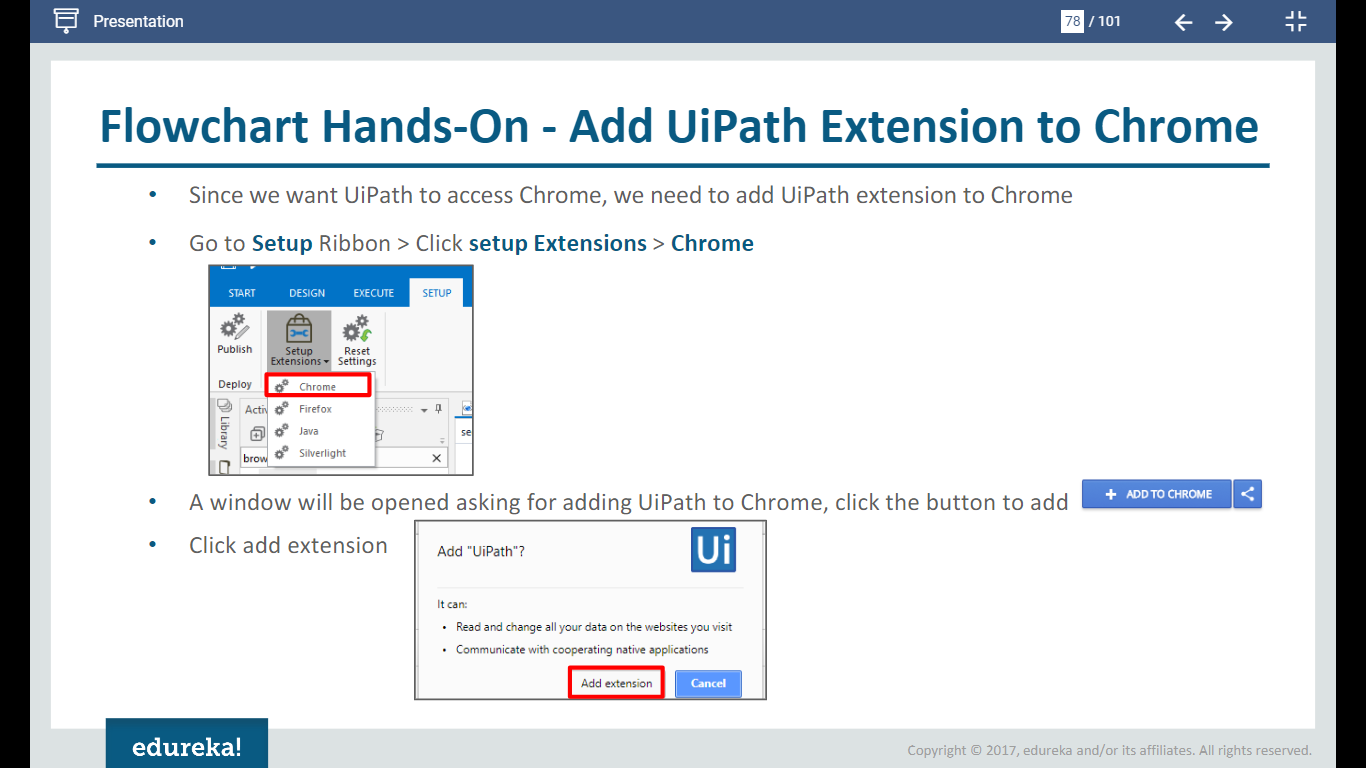 Presentation
78 / 101
Flowchart Hands-On - Add UiPath Extension to Chrome
• Since we want UiPath to access Chrome, we need to add UiPath extension to Chrome
• Go to Setup Ribbon > Click setup Extensions > Chrome
START DESIGN EXECUTE SETUP
Publish
Setup
Extensions
Reset
Settings
Deploy
Chrome
Firefox
Java
Silverlight
Library
Activ
se
brow
• A window will be opened asking for adding UiPath to Chrome, click the button to add
+ ADD TO CHROME
• Click add extension
Add "UiPath"?
Ui
It can:
• Read and change all your data on the websites you visit
• Communicate with cooperating native applications
Add extension Cancel
edureka!
Copyright © 2017, edureka and/or its affiliates. All rights reserved.